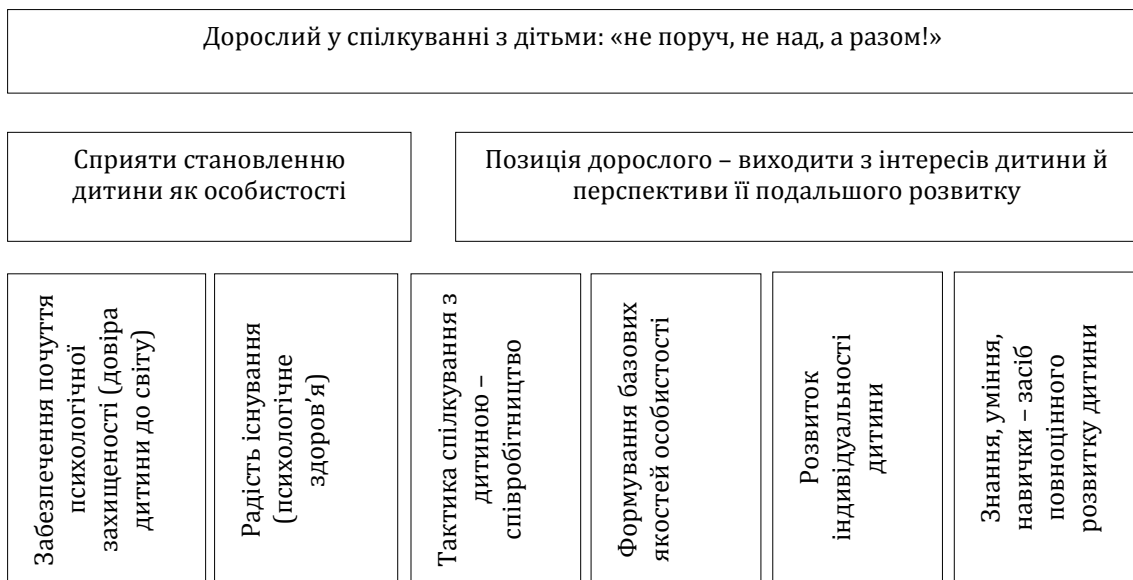 Дорослий у спілкуванні з дітьми: «не поруч, не над, а разом!»
Сприяти становленню
дитини як особистості
Позиція дорослого – виходити з інтересів дитини й
перспективи її подальшого розвитку
Забезпечення почуття
психологічної
захищеності (довіра
дитини до світу)
Радість існування
(психологічне
здоров’я)
Тактика спілкування з
дитиною –
співробітництво
Формування базових
якостей особистості
Розвиток
індивідуальності
дитини
Знання, уміння,
навички – засіб
повноцінного
розвитку дитини